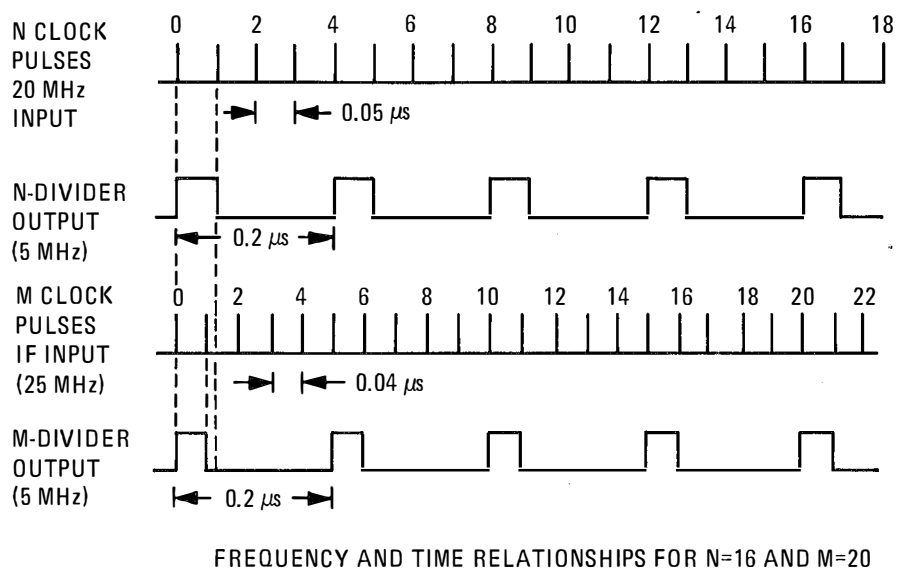 0 2 4 6 8 10 12 14 16 18
N CLOCK
PULSES
20 MHz
INPUT
0.05 µs
N-DIVIDER
OUTPUT
(5 MHz)
0.2 µs
0 2 4 6 8 10 12 14 16 18 20 22
M CLOCK
PULSES
IF INPUT
(25 MHz)
0.04 µs
M-DIVIDER
OUTPUT
(5 MHz)
0.2 µs
FREQUENCY AND TIME RELATIONSHIPS FOR N=16 AND M=20